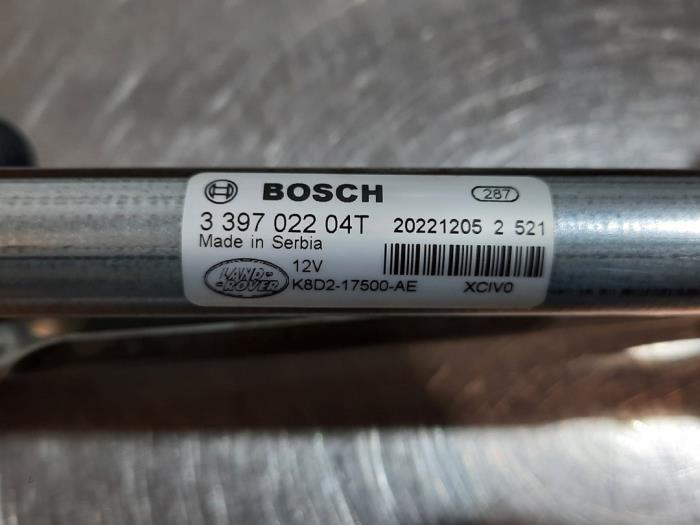 BOSCH 287
3 397 022 04T 20221205 2 521
Made in Serbia
LAND-ROVER 12V
K8D2-17500-AE XCIV0